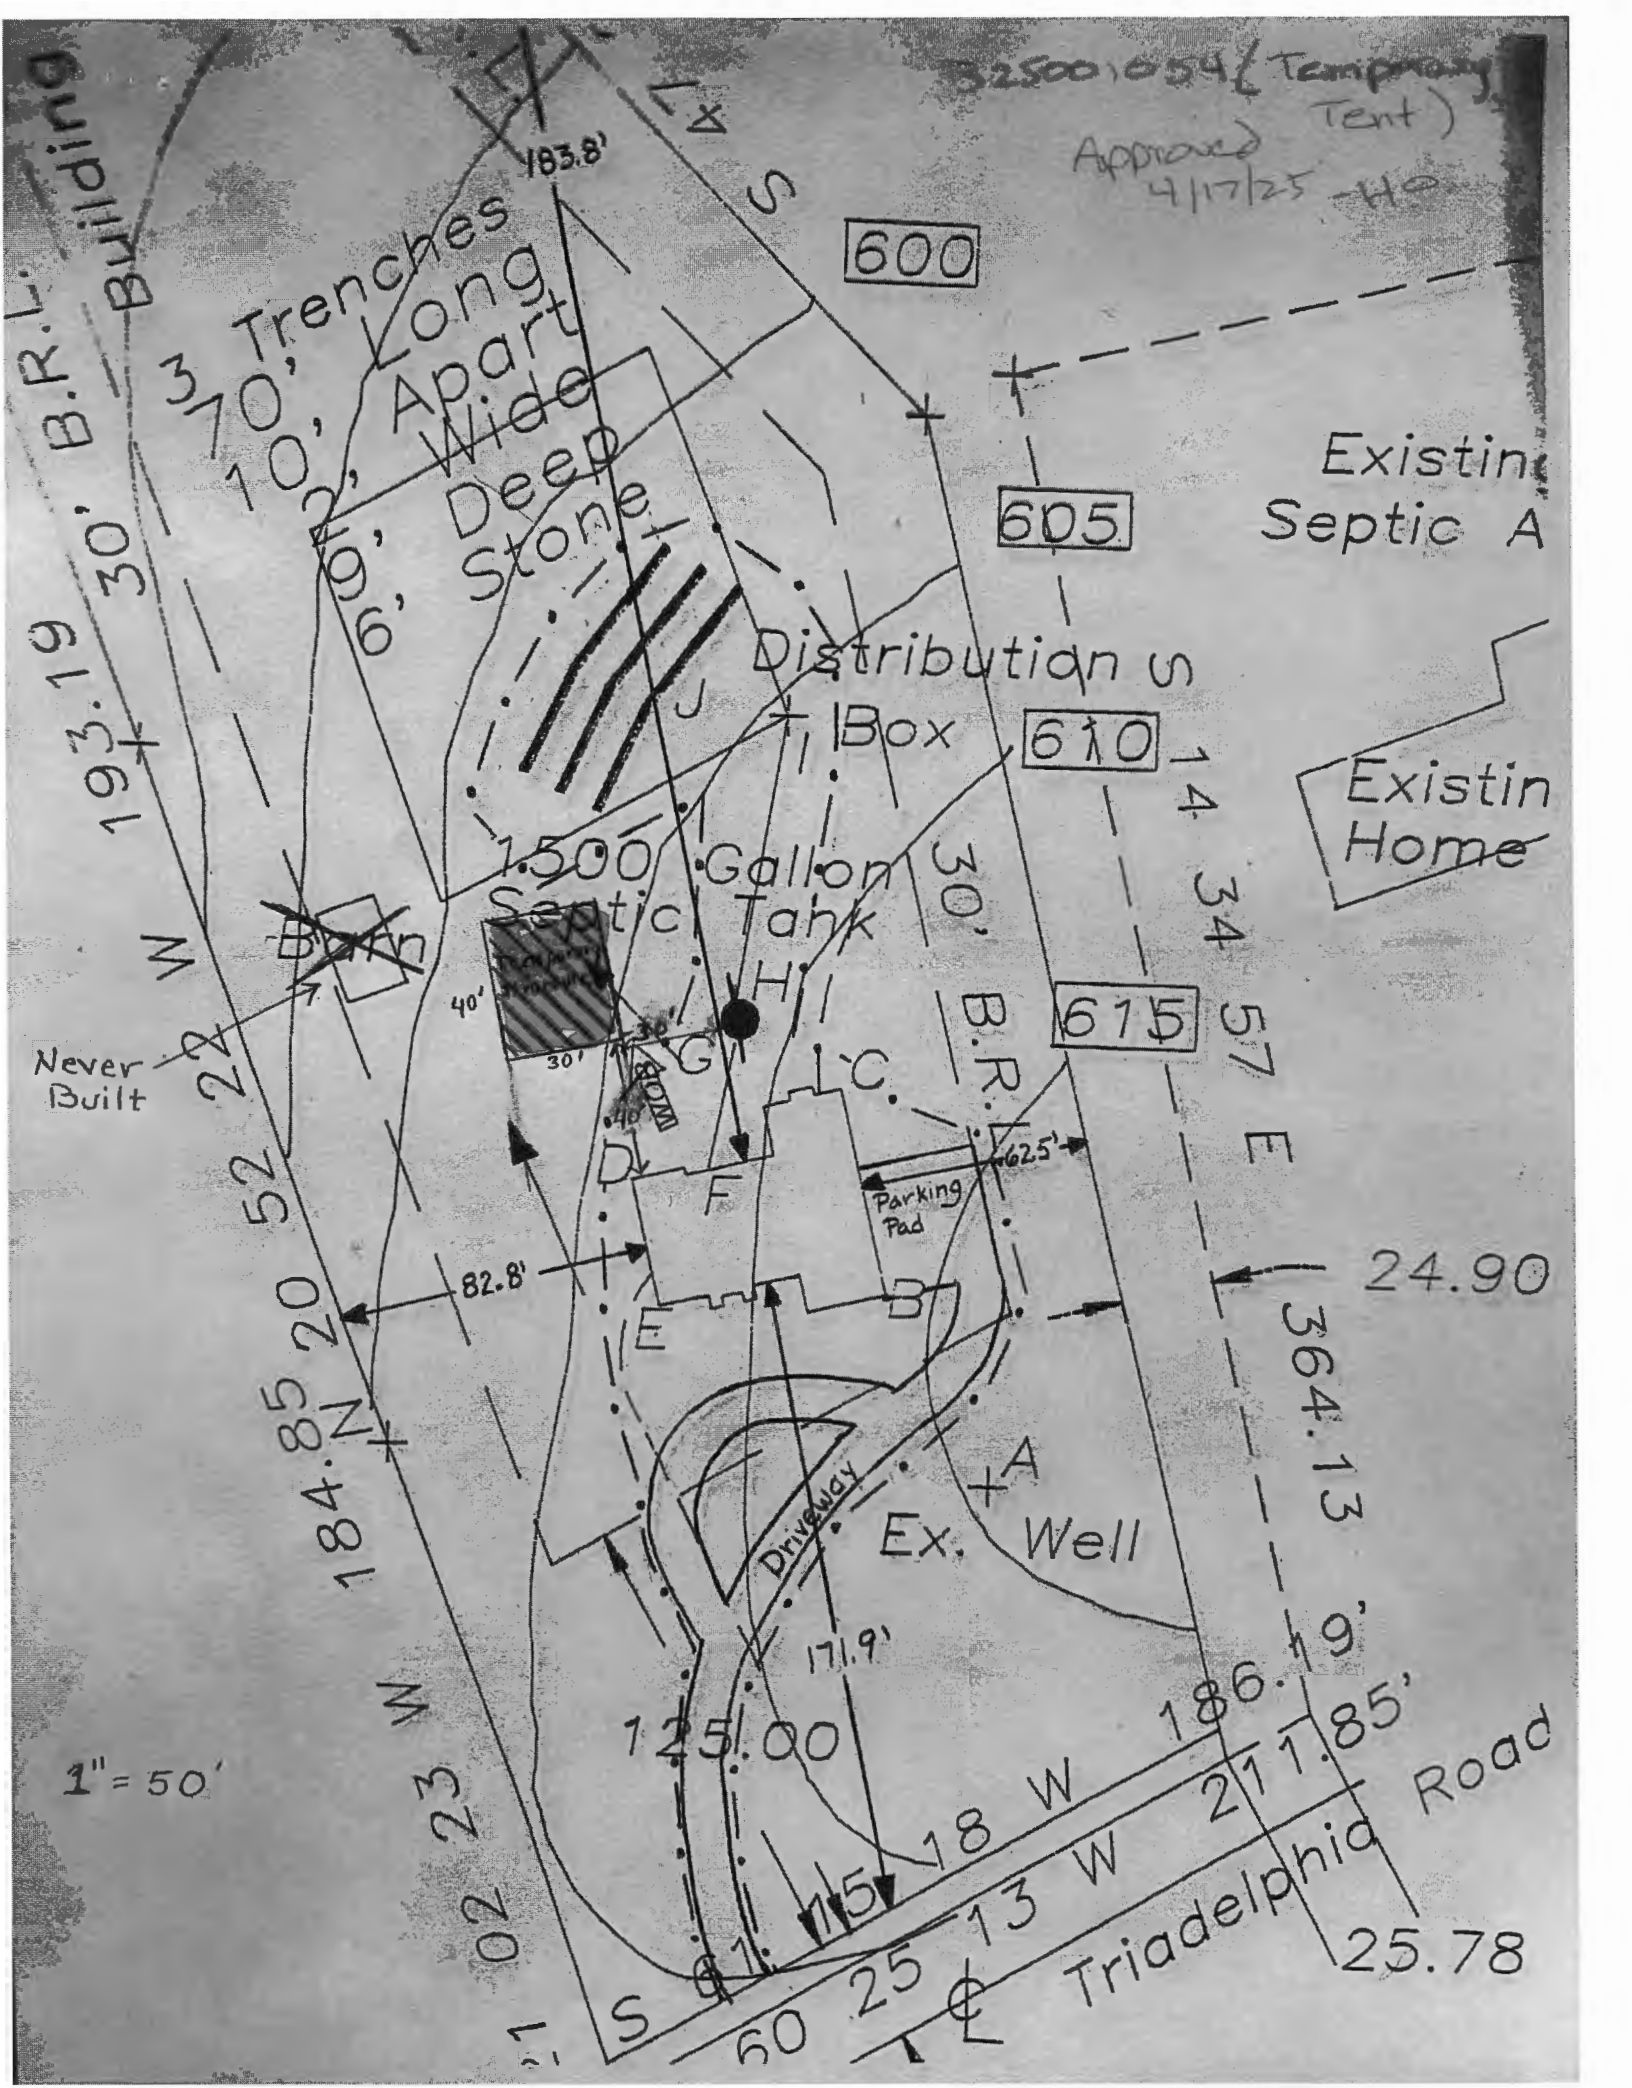 B25001054 (Temporary
Tent)
Approved
4/17/25 -HO
B.R.L.
Building
183.8'
600
3 Trenches
70' Long
10' Apart
2' Wide
9' Deep
6' Stone
30' B.R.L.
Existin
Septic A
605
Distribution
Box
610
Existin
Home
193.19
1500 Gallon
Septic Tank
Barn
Never
Built
40'
30'
30'
40'
30' B.R.
615
S 14 34 57 E
J
H
G
C
D
F
E
B
62.5'
Parking
Pad
82.8'
24.90
364.13
184.85
N 20 52 22 W
Driveway
A
Ex. Well
171.9'
125.00
186.19'
211.85'
1" = 50'
02 23 W
18 W
13 W
60 25
Triadelphia Road
25.78